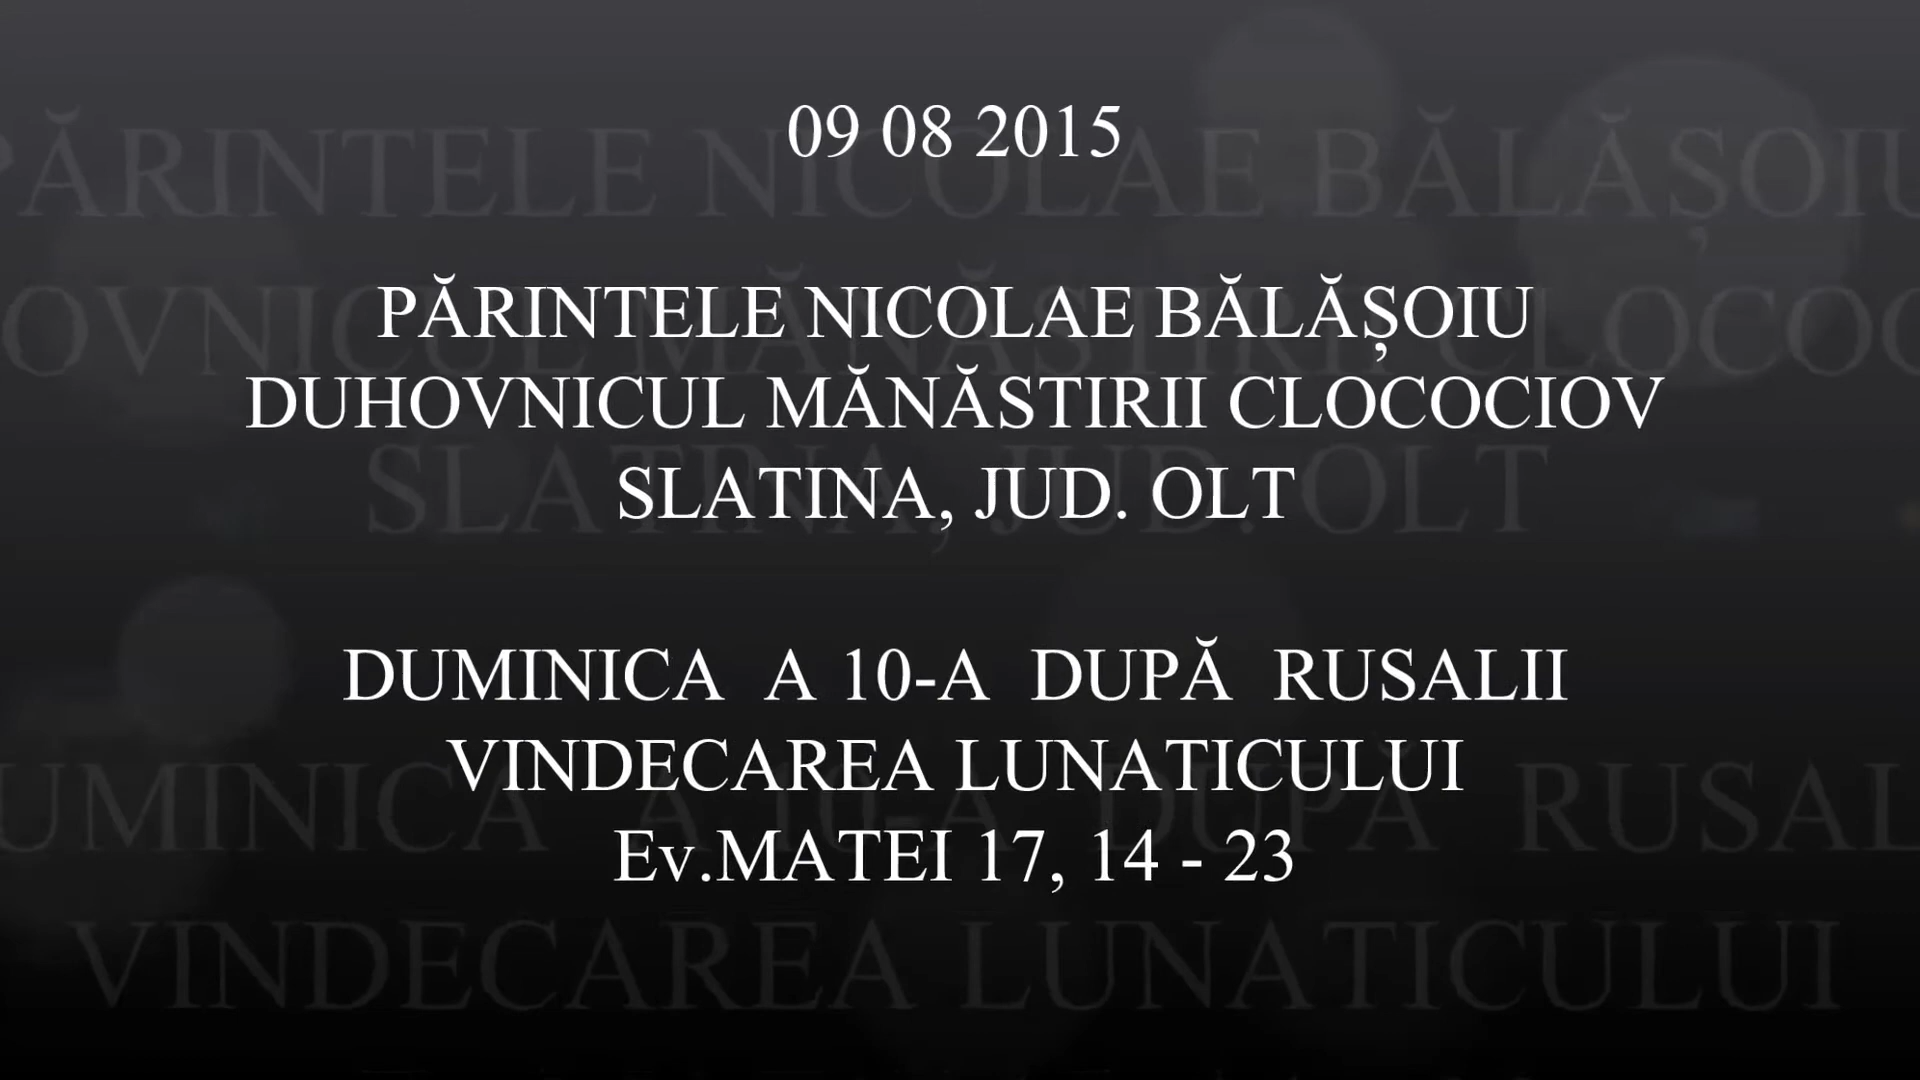 09 08 2015
PĂRINTELE NICOLAE BĂLĂȘOIU
DUHOVNICUL MĂNĂSTIRII CLOCOCIOV
SLATINA, JUD. OLT
DUMINICA A 10-A DUPĂ RUSALII
VINDECAREA LUNATICULUI
Ev.MATEI 17, 14 - 23